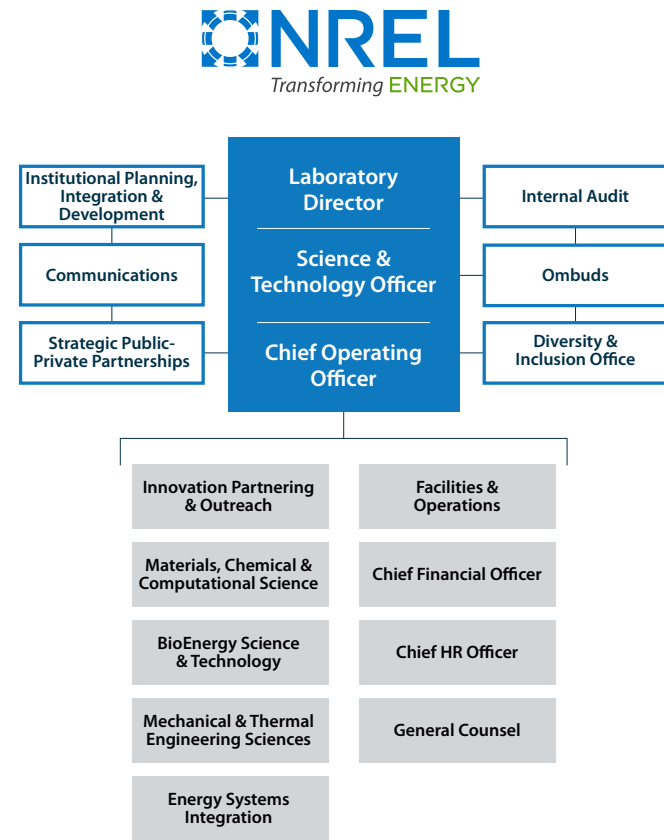 NREL
Transforming ENERGY
Institutional Planning,
Integration &
Development
Communications
Strategic Public-
Private Partnerships
Laboratory
Director
Science &
Technology Officer
Chief Operating
Officer
Internal Audit
Ombuds
Diversity &
Inclusion Office
Innovation Partnering
& Outreach
Materials, Chemical &
Computational Science
BioEnergy Science
& Technology
Mechanical & Thermal
Engineering Sciences
Energy Systems
Integration
Facilities &
Operations
Chief Financial Officer
Chief HR Officer
General Counsel